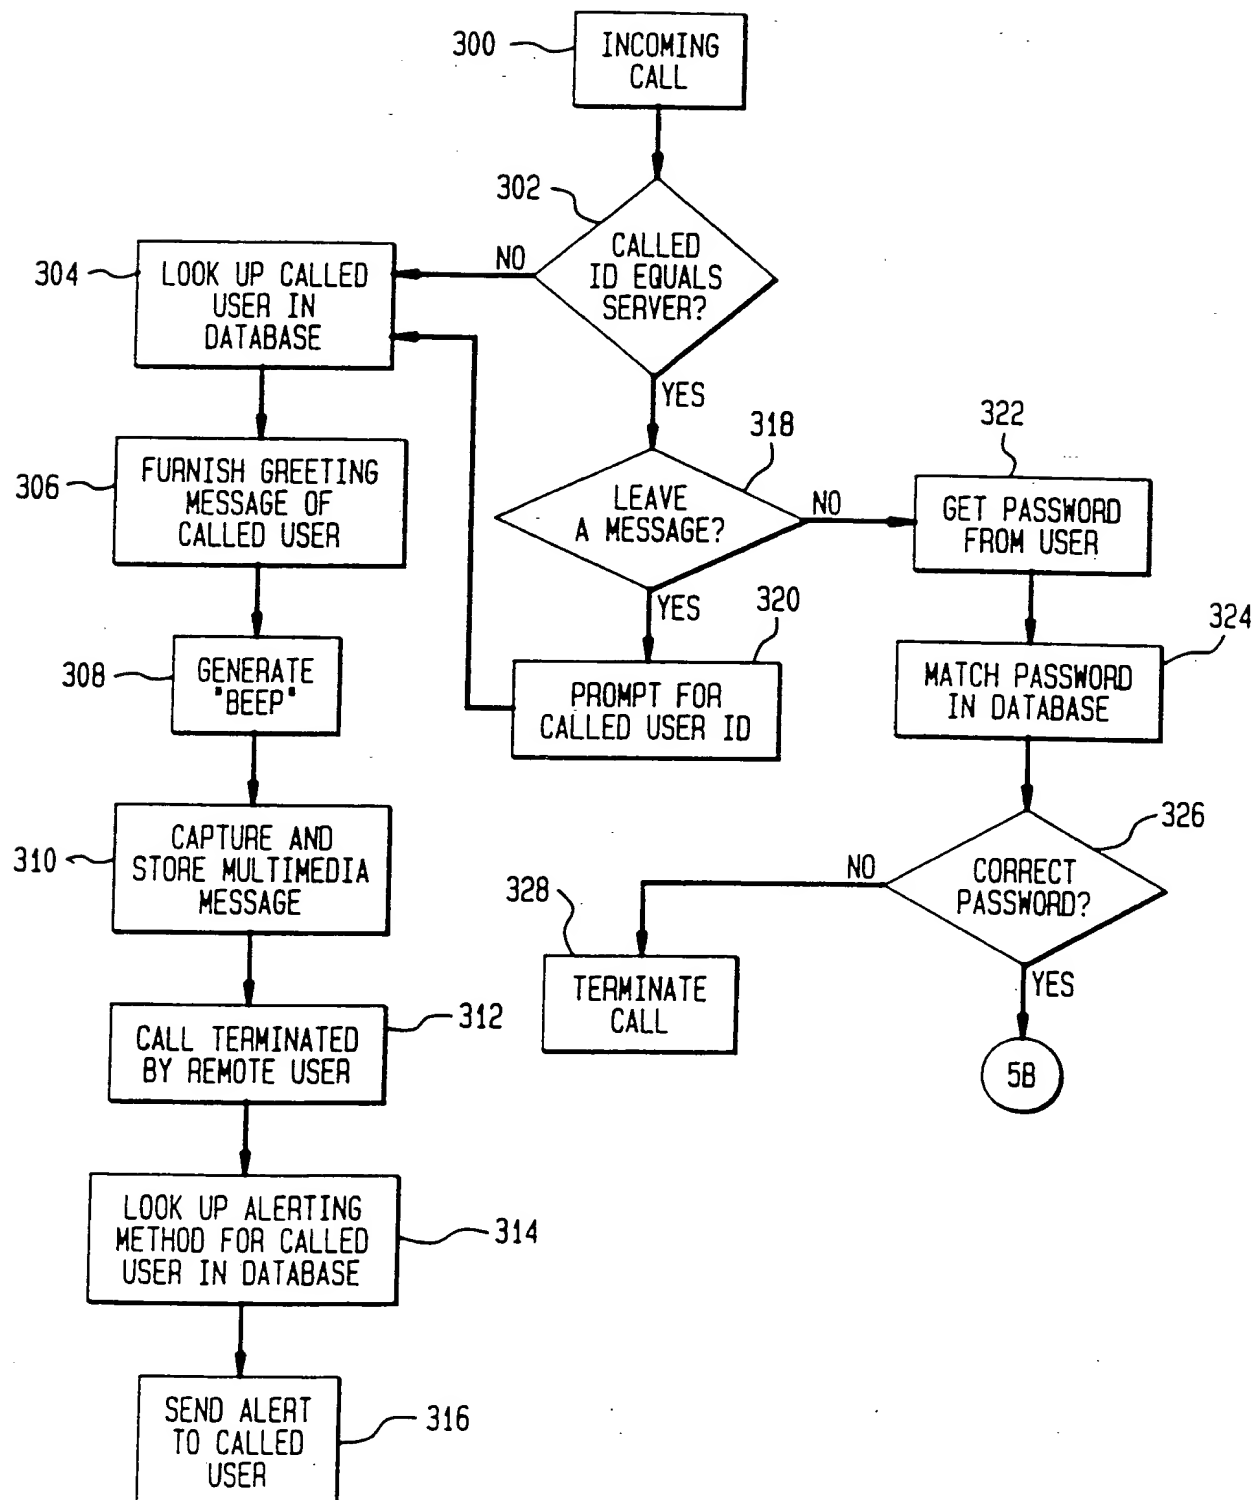 300
INCOMING
CALL
302
CALLED
ID EQUALS
SERVER?
NO
YES
304
LOOK UP CALLED
USER IN
DATABASE
306
FURNISH GREETING
MESSAGE OF
CALLED USER
308
GENERATE
"BEEP"
310
CAPTURE AND
STORE MULTIMEDIA
MESSAGE
312
CALL TERMINATED
BY REMOTE USER
314
LOOK UP ALERTING
METHOD FOR CALLED
USER IN DATABASE
316
SEND ALERT
TO CALLED
USER
318
LEAVE
A MESSAGE?
NO
YES
320
PROMPT FOR
CALLED USER ID
322
GET PASSWORD
FROM USER
324
MATCH PASSWORD
IN DATABASE
326
CORRECT
PASSWORD?
NO
YES
328
TERMINATE
CALL
5B